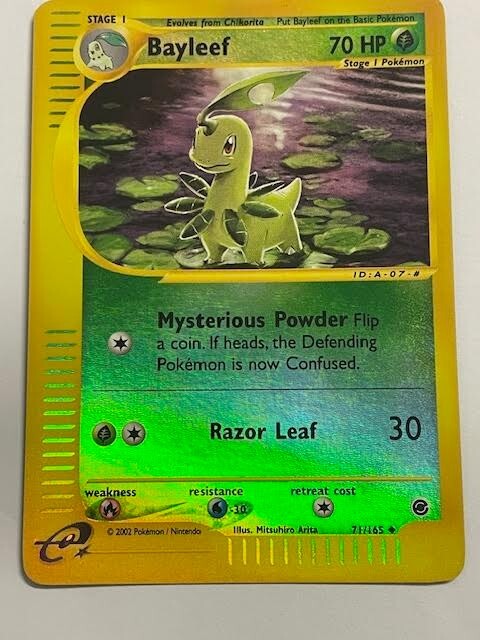 STAGE 1 Evolves from Chikorita Put Bayleef on the Basic Pokémon
Bayleef 70 HP
Stage 1 Pokémon
ID:A-07-#
Mysterious Powder Flip
a coin. If heads, the Defending
Pokémon is now Confused.
Razor Leaf 30
weakness resistance retreat cost
-30
Illus. Mitsuhiro Arita 71/165
© 2002 Pokémon / Nintendo
e